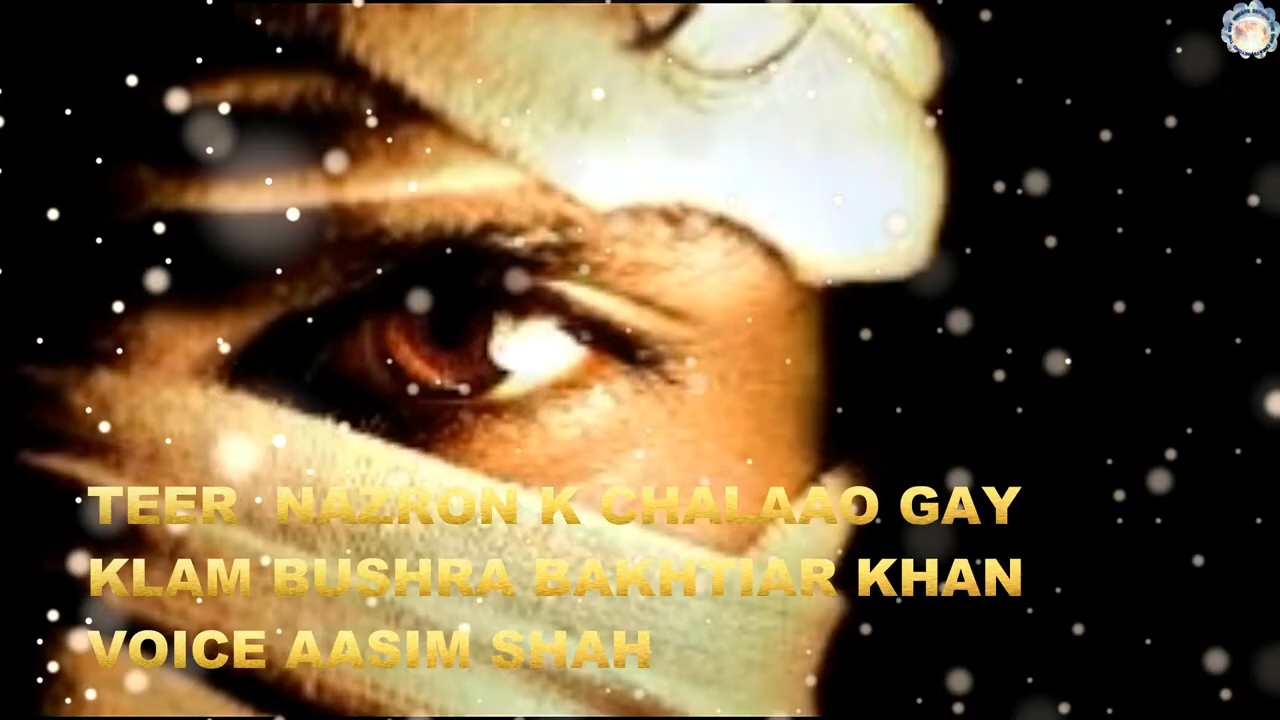 TEER NAZRON K CHALAAO GAY
KLAM BUSHRA BAKHTIAR KHAN
VOICE AASIM SHAH